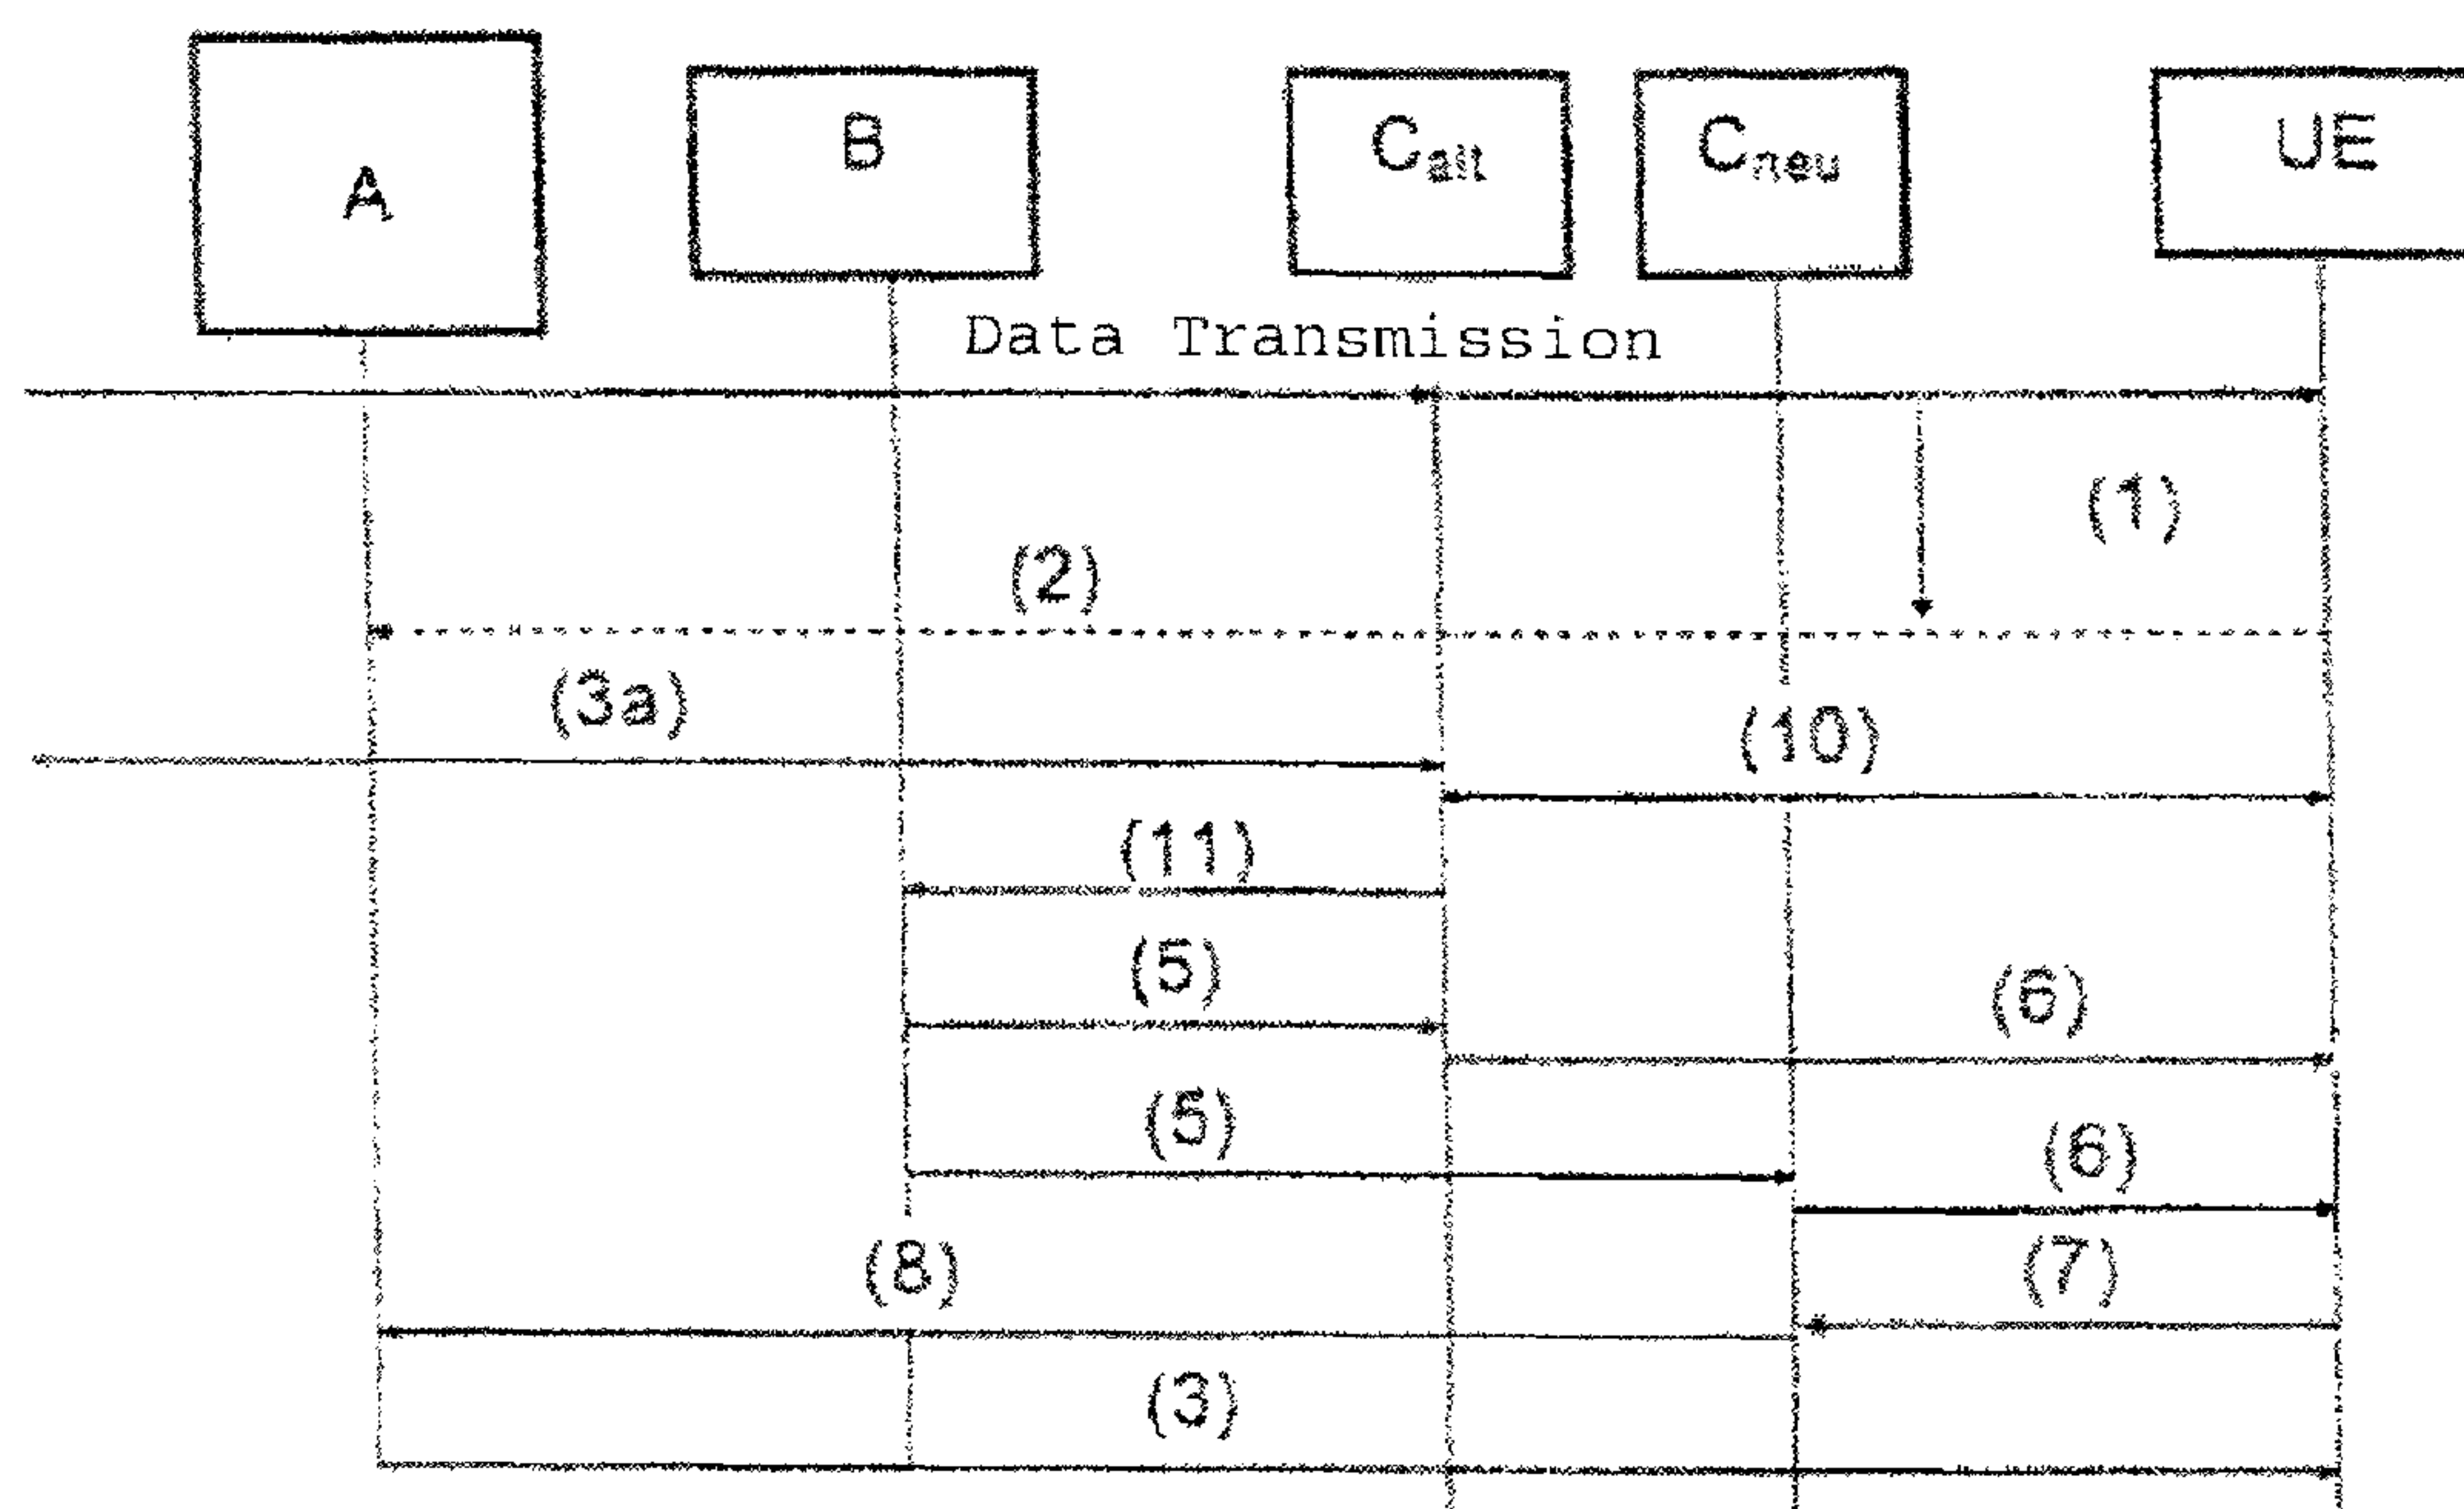 A
B
Calt
Cneu
UE
Data Transmission
(1)
(2)
(3a)
(10)
(11)
(5)
(6)
(5)
(6)
(8)
(7)
(3)